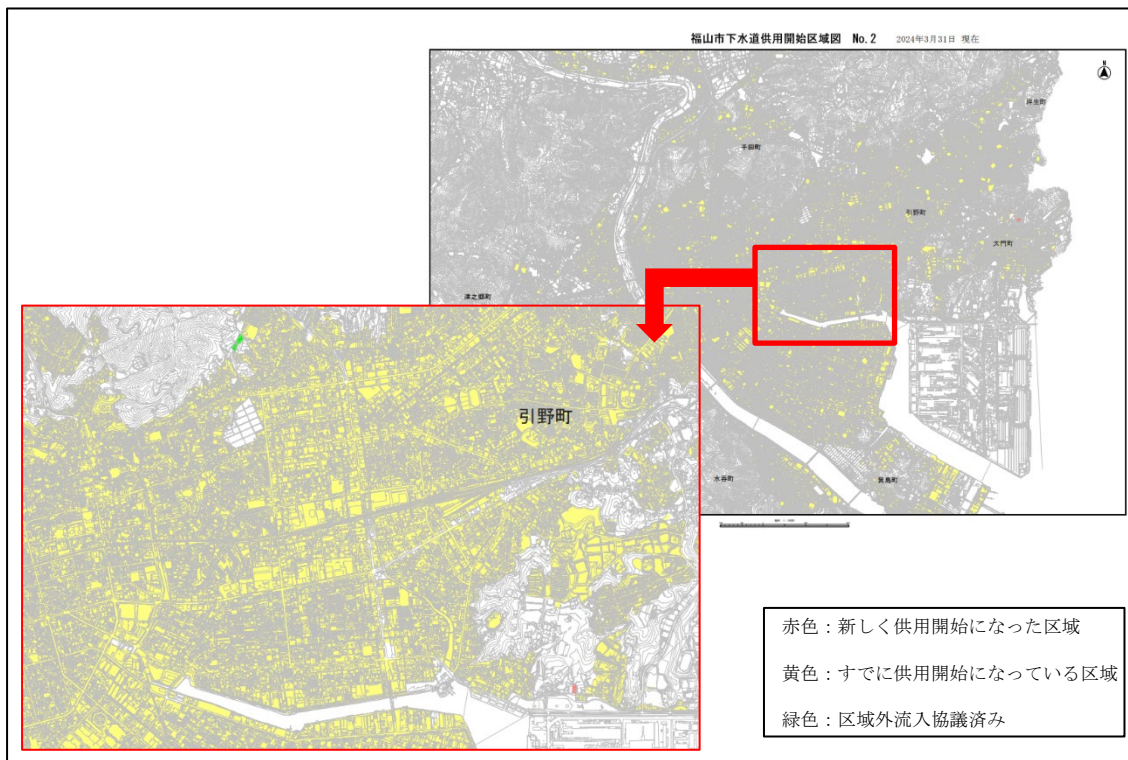 福山市下水道供用開始区域図 No.2 2024年3月31日 現在
N
坪生町
千田町
引野町
大門町
津之郷町
引野町
水呑町
箕島町
赤色：新しく供用開始になった区域
黄色：すでに供用開始になっている区域
緑色：区域外流入協議済み